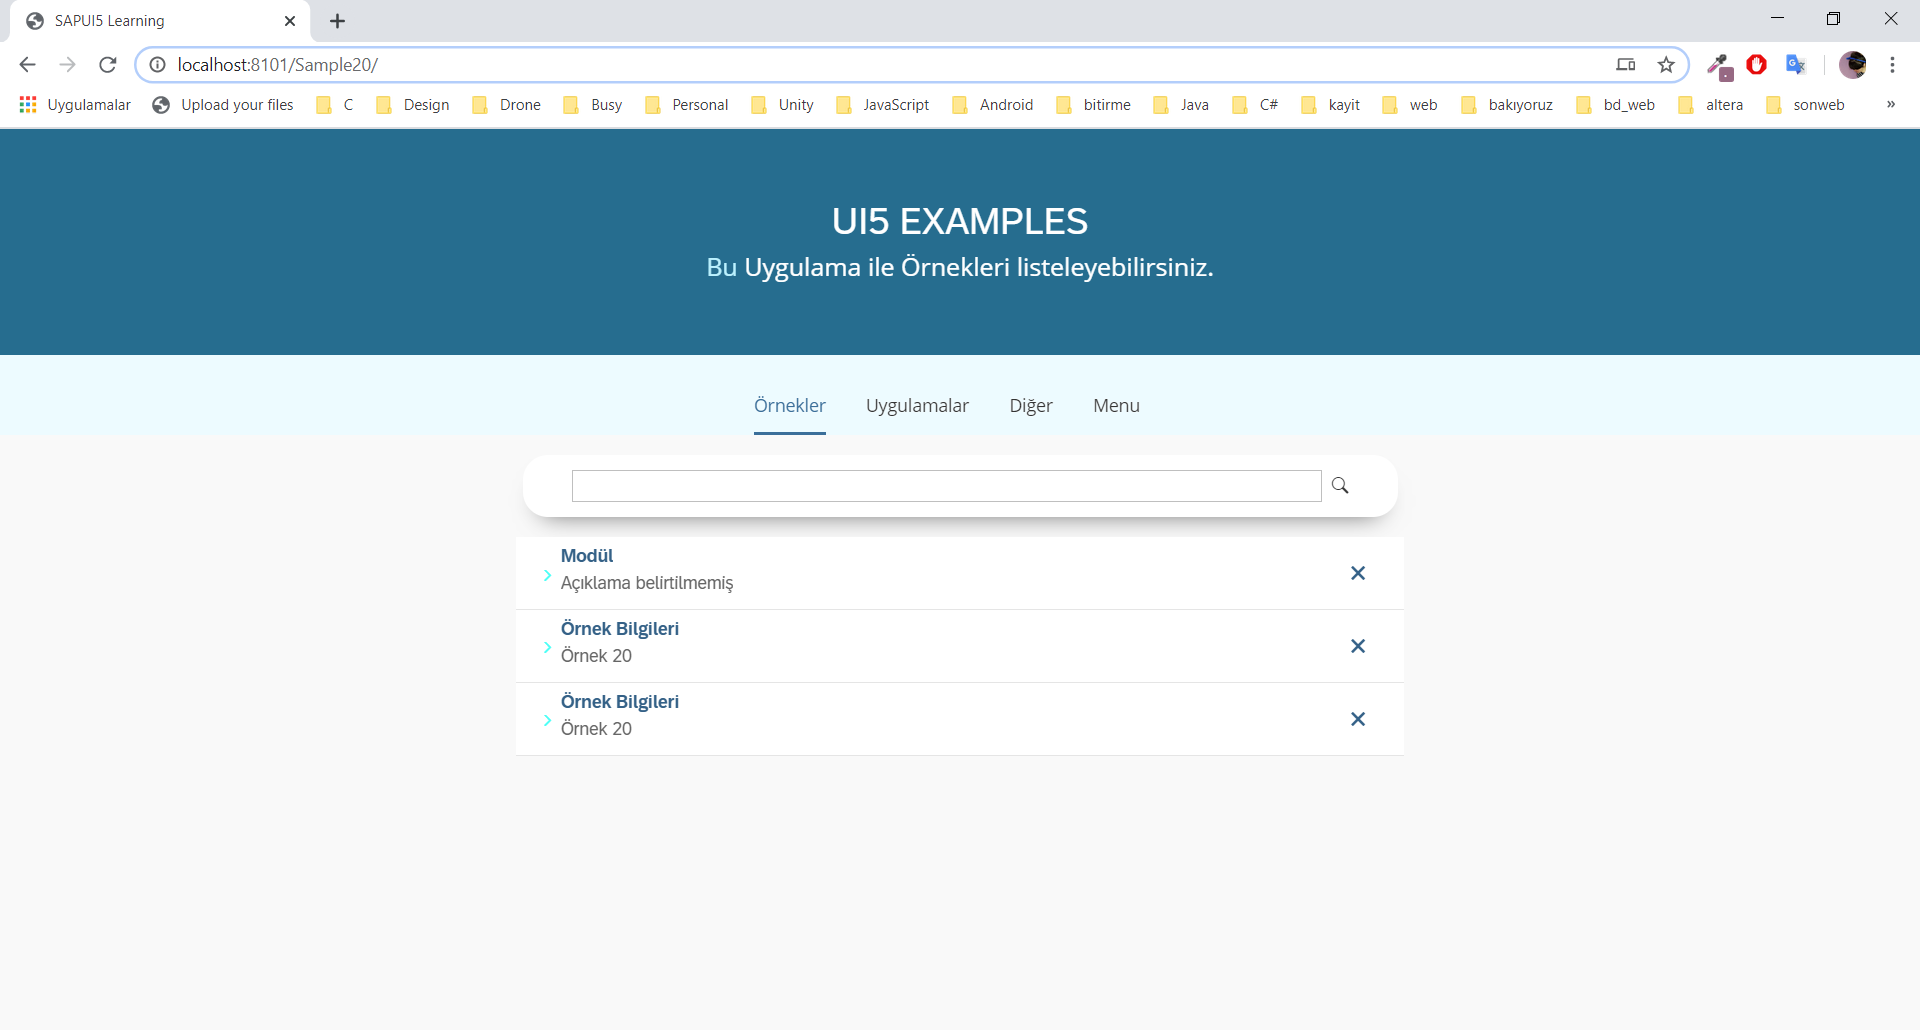 SAPUI5 Learning
localhost:8101/Sample20/
Uygulamalar Upload your files C Design Drone Busy Personal Unity JavaScript Android bitirme Java C# kayit web bakıyoruz bd_web altera sonweb »
UI5 EXAMPLES
Bu Uygulama ile Örnekleri listeleyebilirsiniz.
Örnekler Uygulamalar Diğer Menu
Modül
Açıklama belirtilmemiş
Örnek Bilgileri
Örnek 20
Örnek Bilgileri
Örnek 20